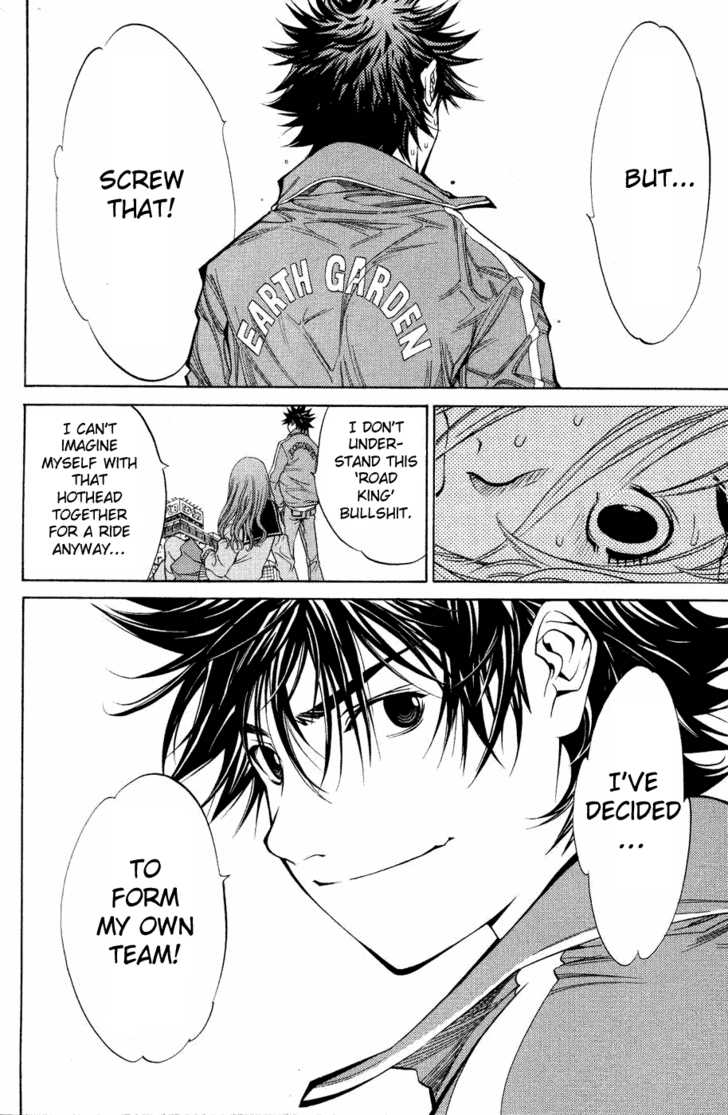 BUT...
SCREW
THAT!
EARTH GARDEN
I DON'T
UNDER-
STAND THIS
'ROAD
KING'
BULLSHIT.
I CAN'T
IMAGINE
MYSELF WITH
THAT
HOTHEAD
TOGETHER
FOR A RIDE
ANYWAY...
I'VE
DECIDED
...
TO
FORM
MY OWN
TEAM!